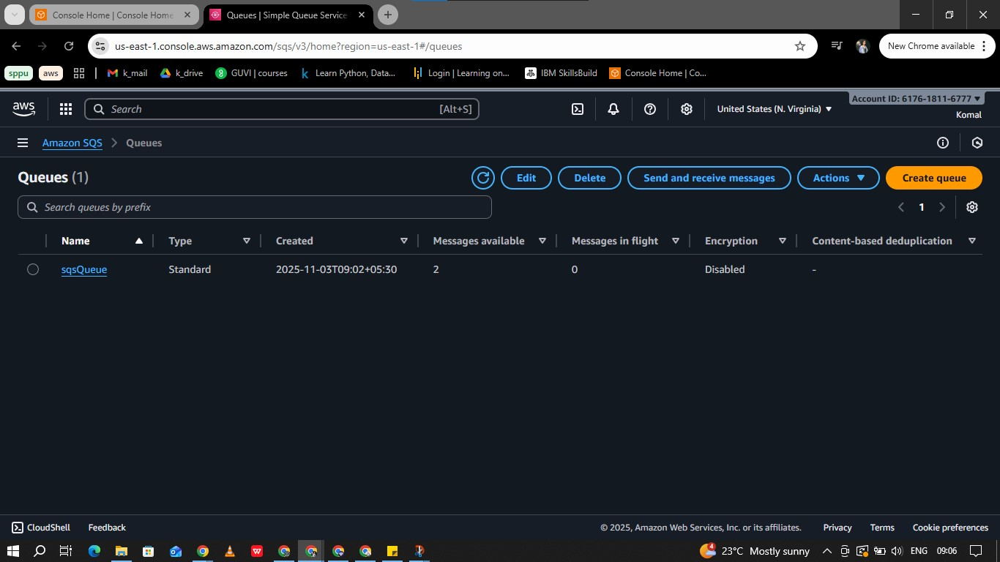 Console Home | Console Home
Queues | Simple Queue Service
us-east-1.console.aws.amazon.com/sqs/v3/home?region=us-east-1#/queues
New Chrome available
sppu
aws
k_mail
k_drive
GUVI | courses
Learn Python, Data...
Login | Learning on...
IBM SkillsBuild
Console Home | Co...
aws
Search
[Alt+S]
United States (N. Virginia)
Account ID: 6176-1811-6777
Komal
Amazon SQS
Queues
Queues (1)
Edit
Delete
Send and receive messages
Actions
Create queue
Search queues by prefix
1
Name
Type
Created
Messages available
Messages in flight
Encryption
Content-based deduplication
sqsQueue
Standard
2025-11-03T09:02+05:30
2
0
Disabled
-
CloudShell
Feedback
© 2025, Amazon Web Services, Inc. or its affiliates.
Privacy
Terms
Cookie preferences
4
23°C Mostly sunny
ENG
09:06